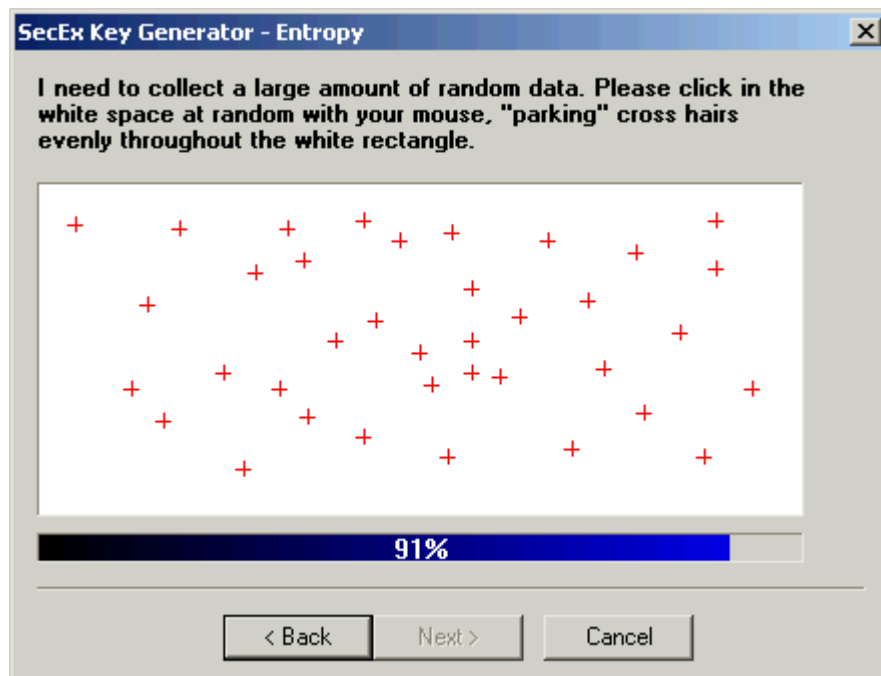 SecEx Key Generator - Entropy
I need to collect a large amount of random data. Please click in the
white space at random with your mouse, "parking" cross hairs
evenly throughout the white rectangle.
91%
< Back Next > Cancel